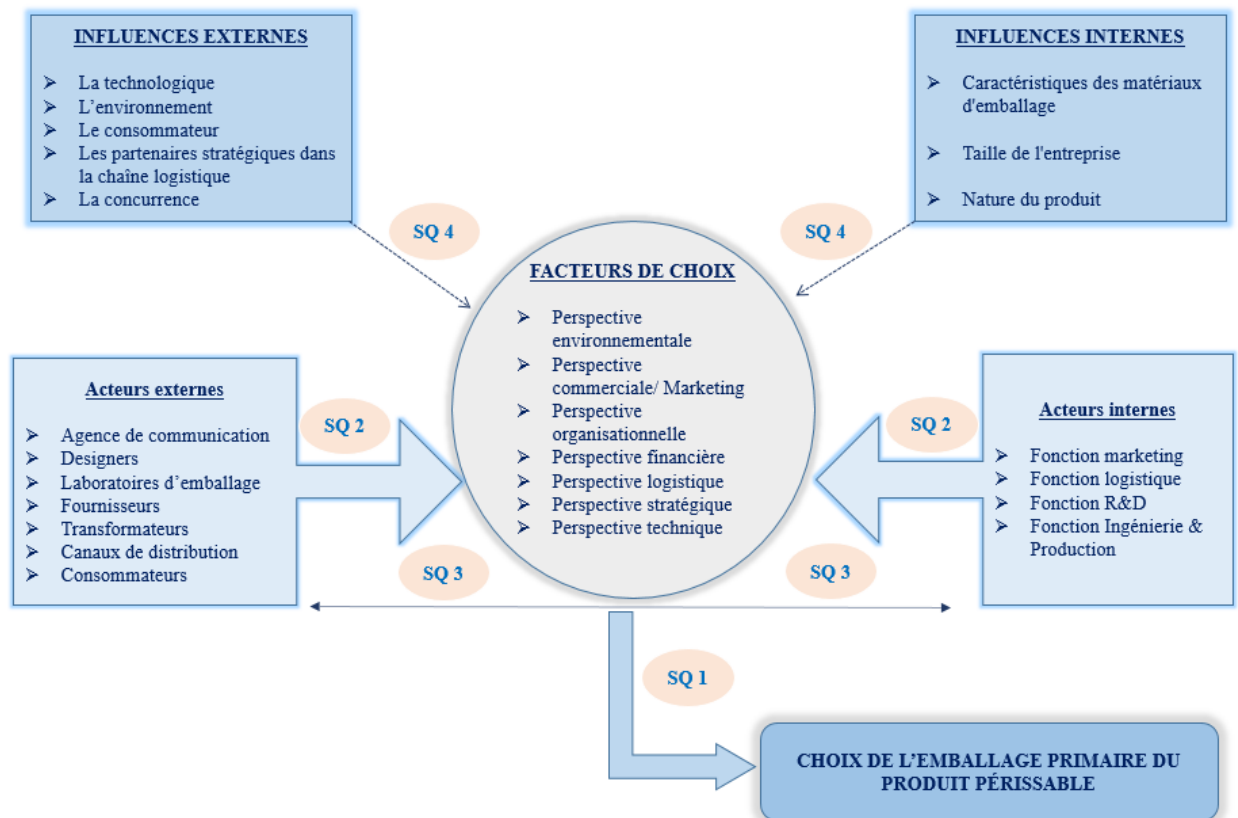 INFLUENCES EXTERNES
➢ La technologique
➢ L’environnement
➢ Le consommateur
➢ Les partenaires stratégiques dans
la chaîne logistique
➢ La concurrence
INFLUENCES INTERNES
➢ Caractéristiques des matériaux
d'emballage
➢ Taille de l'entreprise
➢ Nature du produit
SQ 4
SQ 4
FACTEURS DE CHOIX
➢ Perspective
environnementale
➢ Perspective
commerciale/ Marketing
➢ Perspective
organisationnelle
➢ Perspective financière
➢ Perspective logistique
➢ Perspective stratégique
➢ Perspective technique
Acteurs externes
➢ Agence de communication
➢ Designers
➢ Laboratoires d’emballage
➢ Fournisseurs
➢ Transformateurs
➢ Canaux de distribution
➢ Consommateurs
SQ 2
SQ 2
Acteurs internes
➢ Fonction marketing
➢ Fonction logistique
➢ Fonction R&D
➢ Fonction Ingénierie &
Production
SQ 3
SQ 3
SQ 1
CHOIX DE L’EMBALLAGE PRIMAIRE DU
PRODUIT PÉRISSABLE